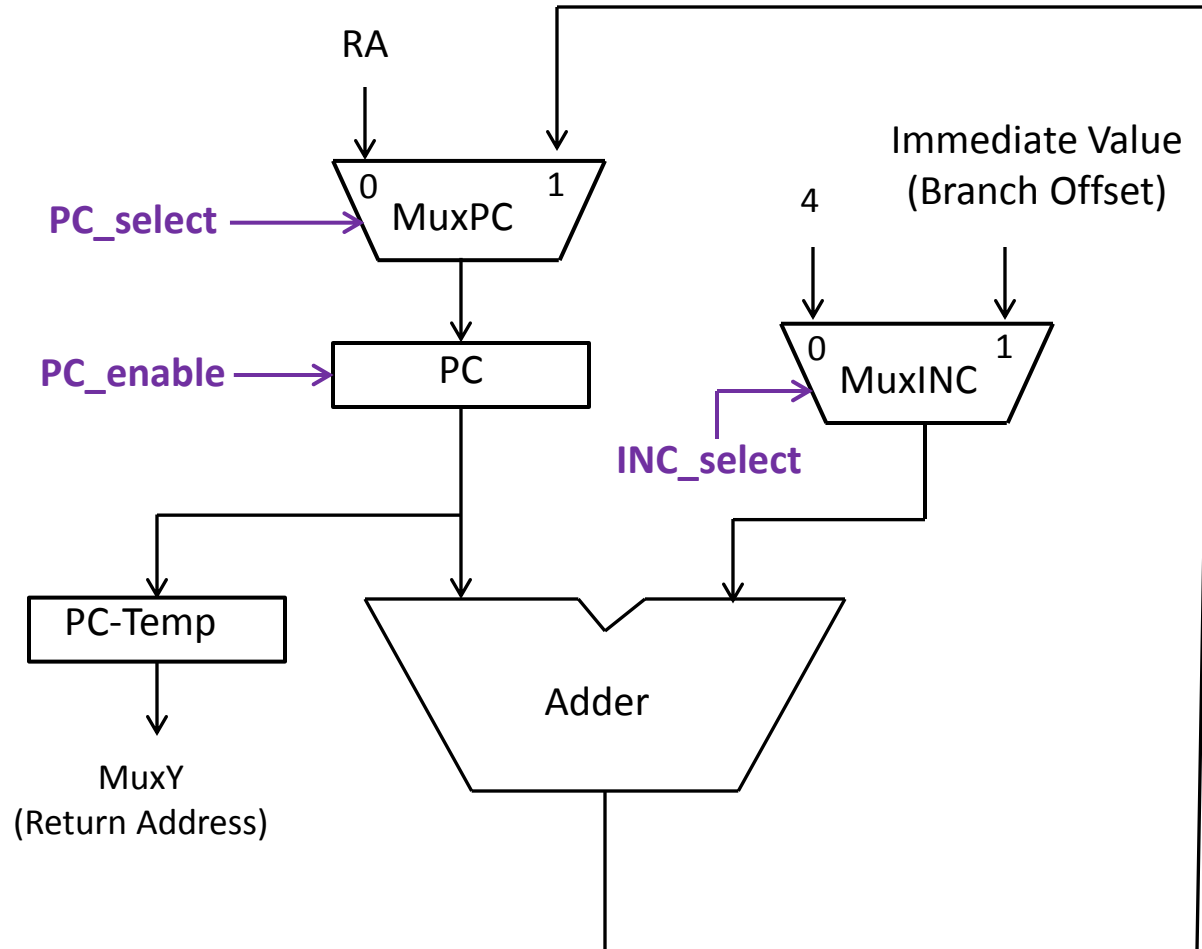 RA
Immediate Value
(Branch Offset)
4
0
1
MuxPC
PC_select
0
1
MuxINC
PC_enable
PC
INC_select
PC-Temp
Adder
MuxY
(Return Address)